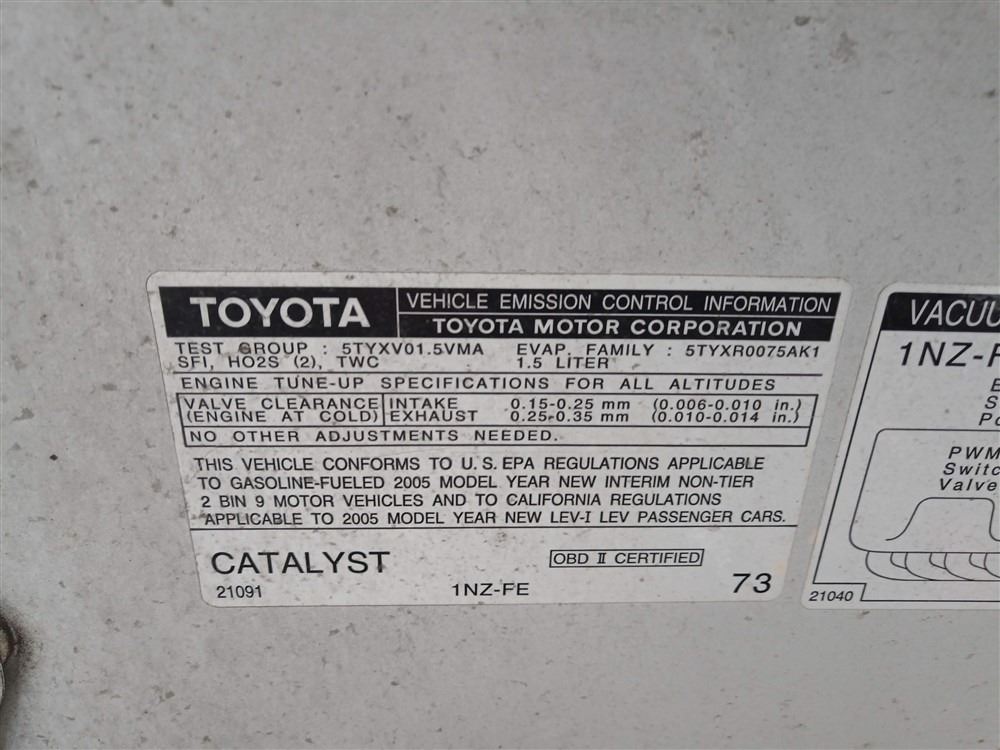 TOYOTA
VEHICLE EMISSION CONTROL INFORMATION
TOYOTA MOTOR CORPORATION
TEST GROUP : 5TYXV01.5VMA EVAP. FAMILY : 5TYXR0075AK1
SFI, HO2S (2), TWC 1.5 LITER
ENGINE TUNE-UP SPECIFICATIONS FOR ALL ALTITUDES
VALVE CLEARANCE INTAKE 0.15-0.25 mm (0.006-0.010 in.)
(ENGINE AT COLD) EXHAUST 0.25-0.35 mm (0.010-0.014 in.)
NO OTHER ADJUSTMENTS NEEDED.
THIS VEHICLE CONFORMS TO U.S. EPA REGULATIONS APPLICABLE
TO GASOLINE-FUELED 2005 MODEL YEAR NEW INTERIM NON-TIER
2 BIN 9 MOTOR VEHICLES AND TO CALIFORNIA REGULATIONS
APPLICABLE TO 2005 MODEL YEAR NEW LEV-I LEV PASSENGER CARS.
CATALYST
OBD II CERTIFIED
21091 1NZ-FE 73
VACUU
1NZ-F
E
S
Po
PWM
Switc
Valve
21040